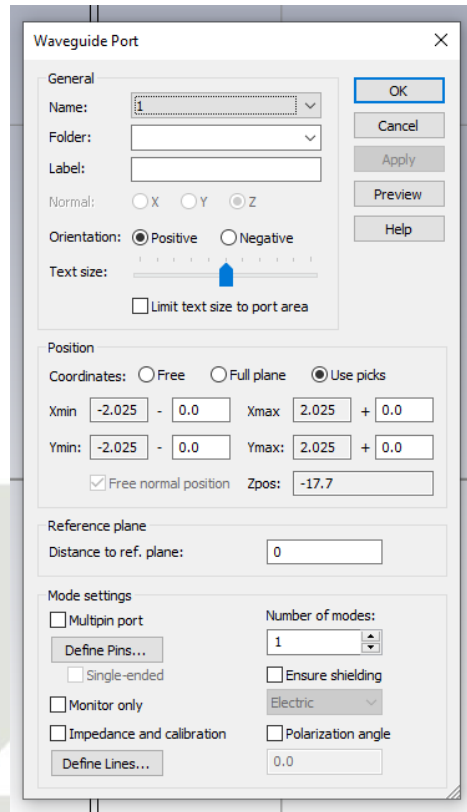 Waveguide Port
General
Name: 1
Folder:
Label:
Normal: X Y Z
Orientation: Positive Negative
Text size:
Limit text size to port area
OK
Cancel
Apply
Preview
Help
Position
Coordinates: Free Full plane Use picks
Xmin -2.025 - 0.0 Xmax 2.025 + 0.0
Ymin: -2.025 - 0.0 Ymax: 2.025 + 0.0
Free normal position Zpos: -17.7
Reference plane
Distance to ref. plane: 0
Mode settings
Multipin port
Define Pins...
Single-ended
Monitor only
Impedance and calibration
Define Lines...
Number of modes:
1
Ensure shielding
Electric
Polarization angle
0.0